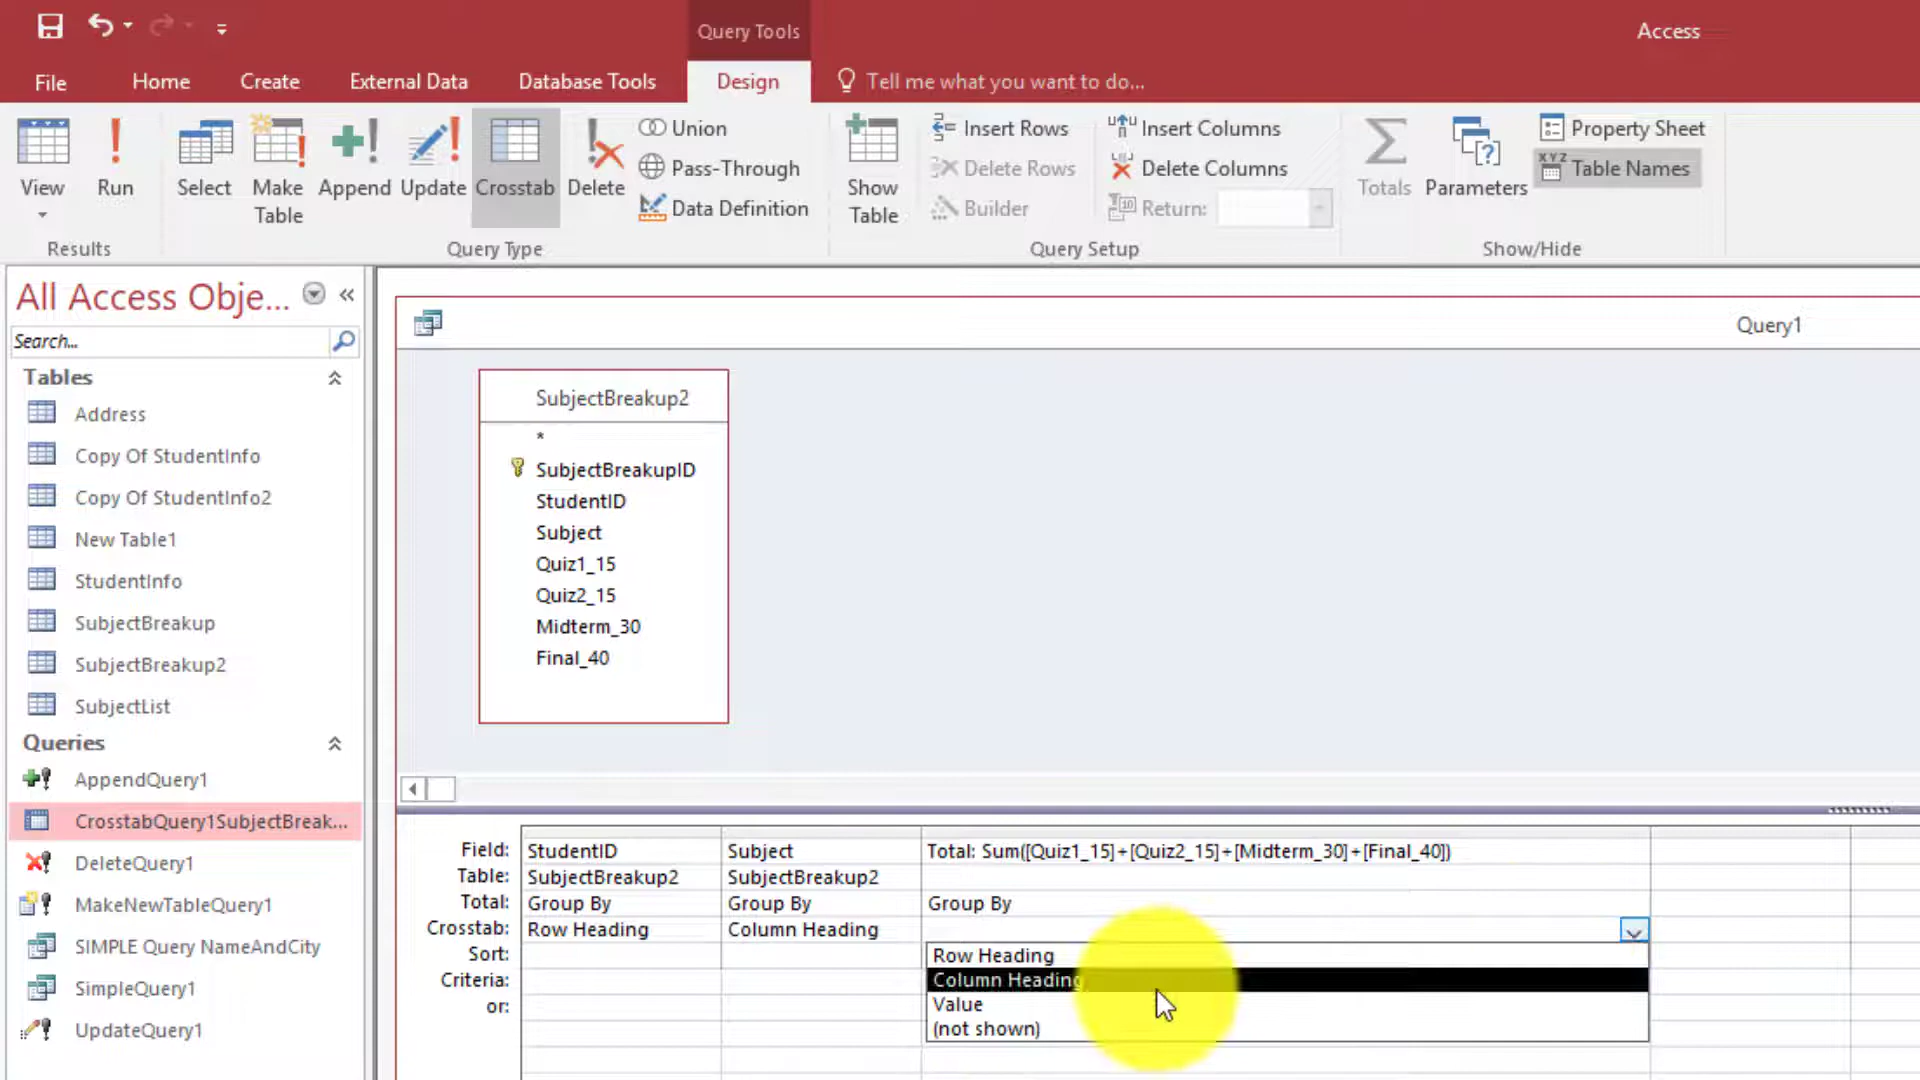 Query Tools
Access
File
Home
Create
External Data
Database Tools
Design
Tell me what you want to do...
View
Run
Select
Make
Table
Append
Update
Crosstab
Delete
Union
Pass-Through
Data Definition
Show
Table
Insert Rows
Delete Rows
Builder
Insert Columns
Delete Columns
Return:
Totals
Parameters
Property Sheet
Table Names
Results
Query Type
Query Setup
Show/Hide
All Access Obje...
Search...
Tables
Address
Copy Of StudentInfo
Copy Of StudentInfo2
New Table1
StudentInfo
SubjectBreakup
SubjectBreakup2
SubjectList
Queries
AppendQuery1
CrosstabQuery1SubjectBreak...
DeleteQuery1
MakeNewTableQuery1
SIMPLE Query NameAndCity
SimpleQuery1
UpdateQuery1
Query1
SubjectBreakup2
*
SubjectBreakupID
StudentID
Subject
Quiz1_15
Quiz2_15
Midterm_30
Final_40
Field: StudentID Subject Total: Sum([Quiz1_15]+[Quiz2_15]+[Midterm_30]+[Final_40])
Table: SubjectBreakup2 SubjectBreakup2
Total: Group By Group By Group By
Crosstab: Row Heading Column Heading
Sort:
Criteria:
or:
Row Heading
Column Heading
Value
(not shown)